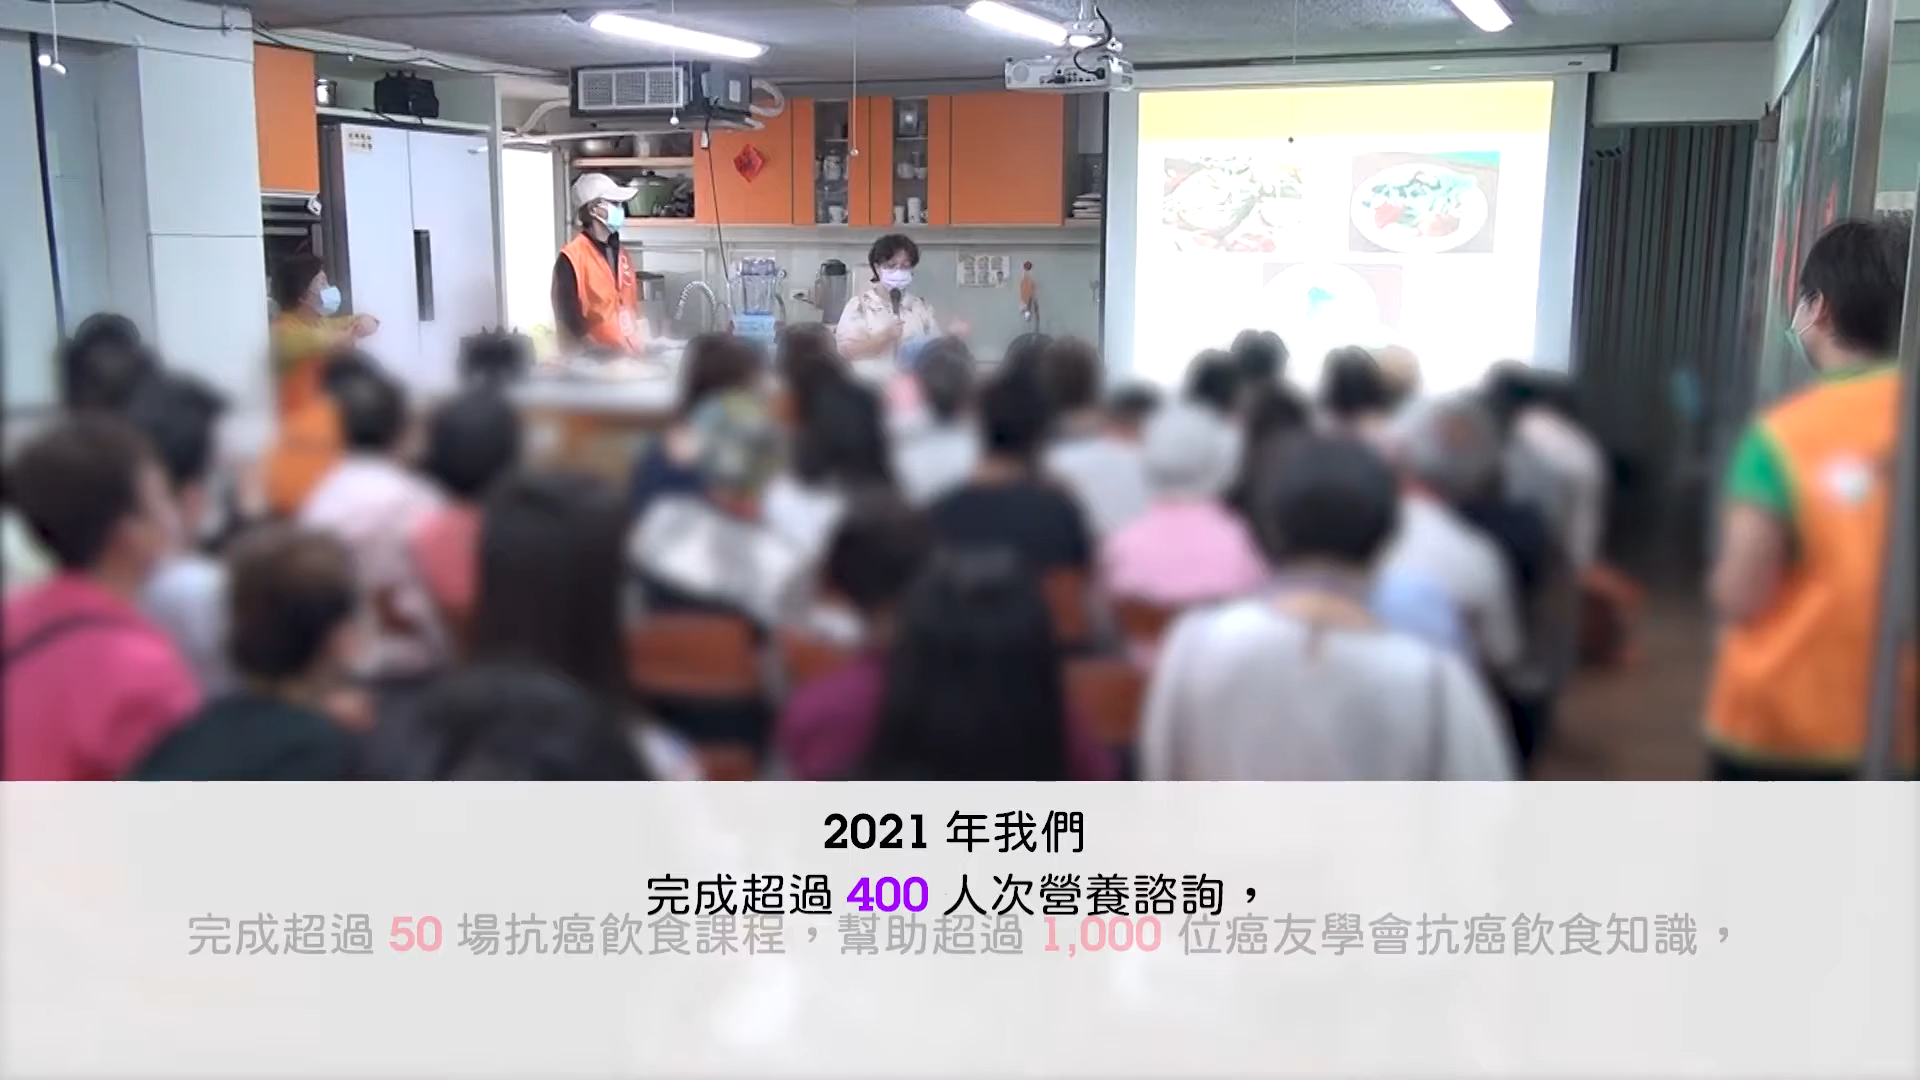 2021 年我們
完成超過 400 人次營養諮詢，
完成超過 50 場抗癌飲食課程，幫助超過 1,000 位癌友學會抗癌飲食知識，